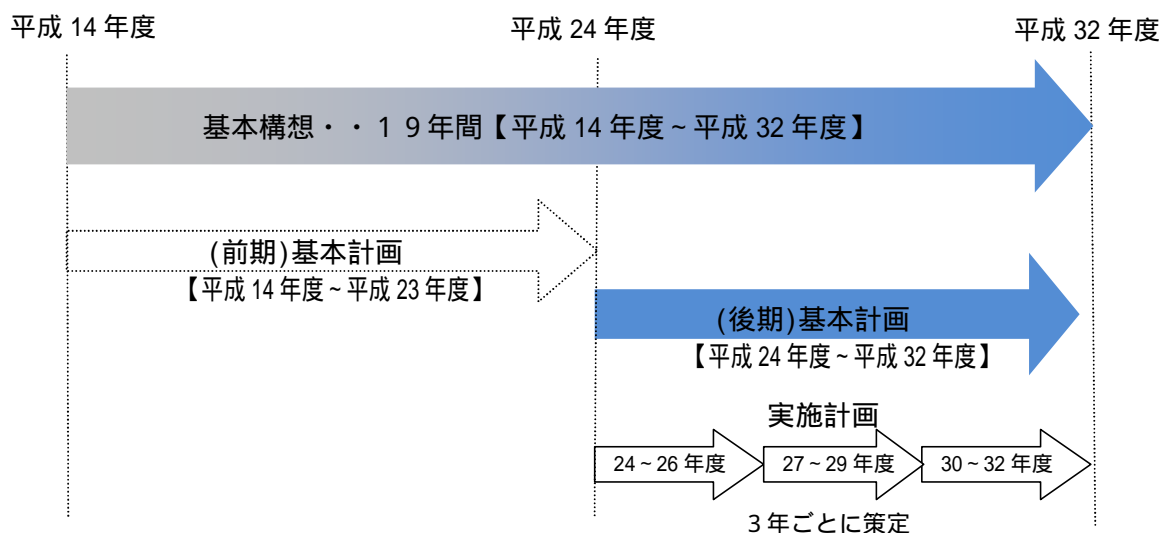 平成 14 年度
平成 24 年度
平成 32 年度
基本構想・・１９年間【平成 14 年度～平成 32 年度】
(前期)基本計画
【平成 14 年度～平成 23 年度】
(後期)基本計画
【平成 24 年度～平成 32 年度】
実施計画
24～26 年度
27～29 年度
30～32 年度
３年ごとに策定